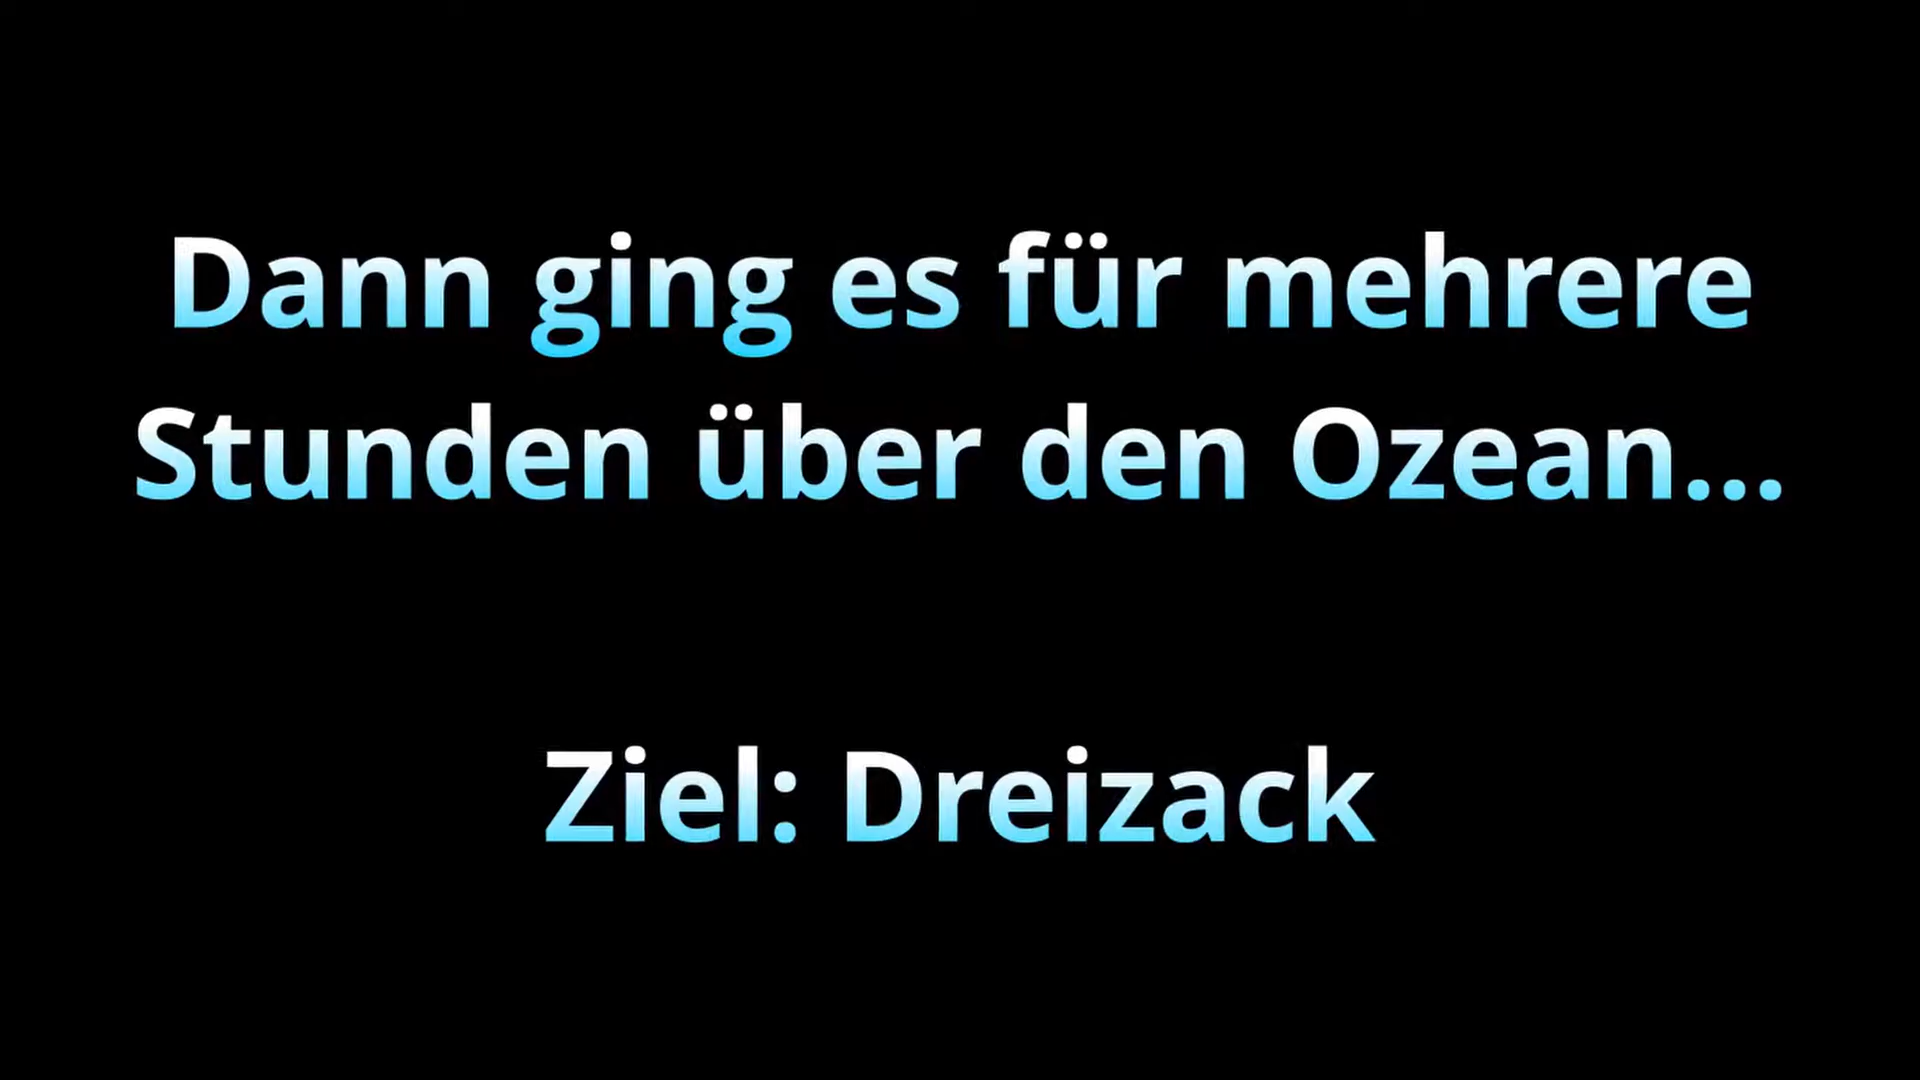 Dann ging es für mehrere
Stunden über den Ozean...
Ziel: Dreizack